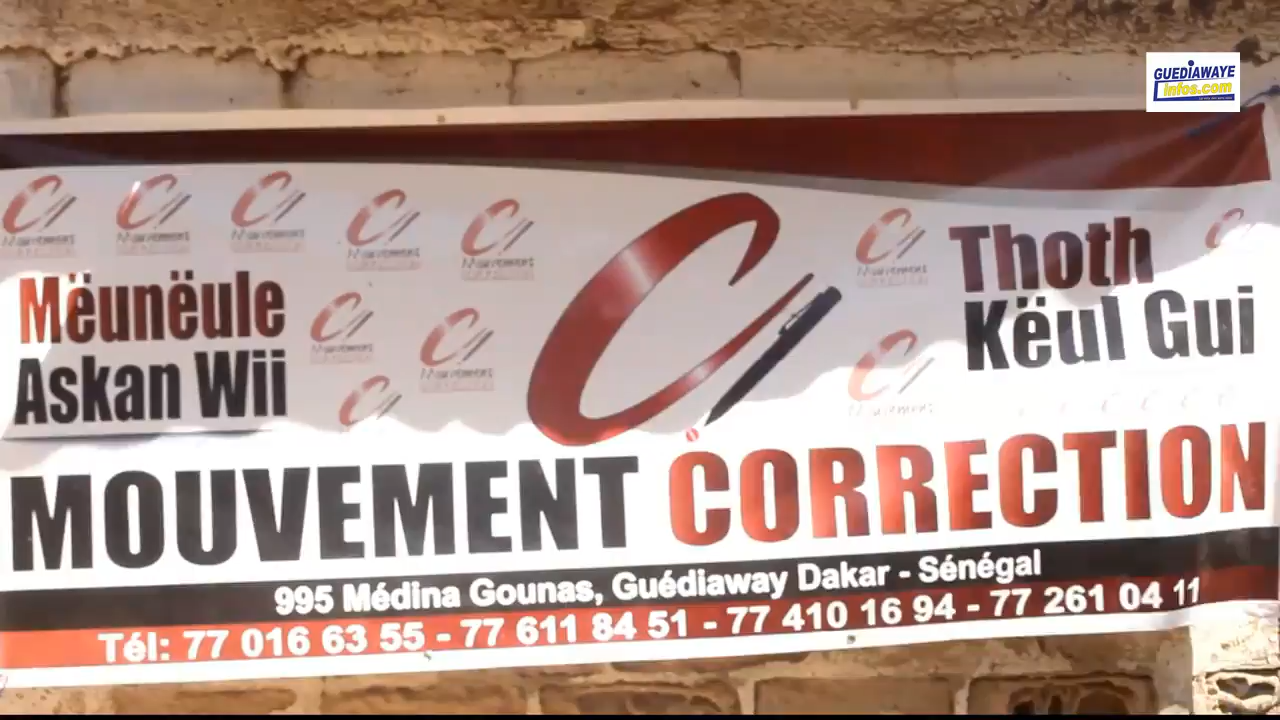 GUEDIAWAYE
infos.com
Mëunëule
Askan Wii
Thoth
Këul Gui
MOUVEMENT CORRECTION
995 Médina Gounas, Guédiaway Dakar - Sénégal
Tél: 77 016 63 55 - 77 611 84 51 - 77 410 16 94 - 77 261 04 11